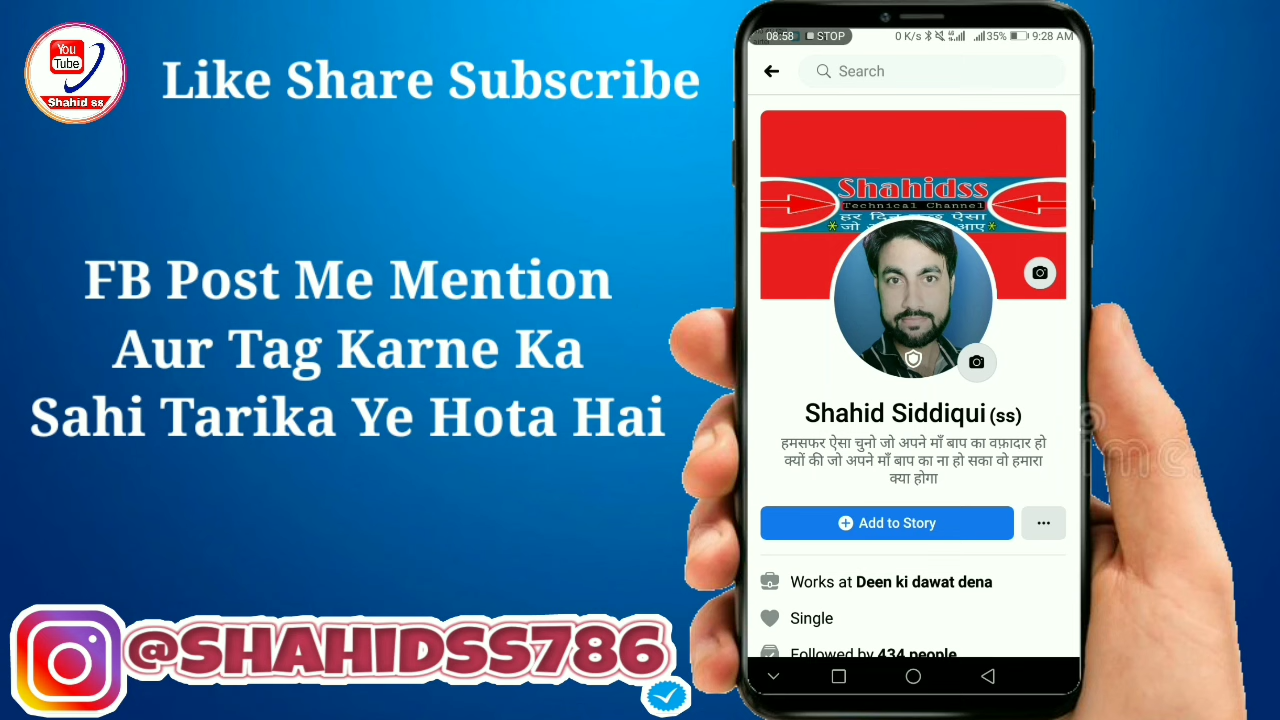 You
Tube
Shahid ss
Like Share Subscribe
FB Post Me Mention
Aur Tag Karne Ka
Sahi Tarika Ye Hota Hai
@SHAHIDSS786
08:58 STOP
0 K/s 35% 9:28 AM
Search
Shahidss
Technical Channel
हर दिन कुछ ऐसा
जो आए
Shahid Siddiqui (ss)
हमसफर ऐसा चुनो जो अपने माँ बाप का वफ़ादार हो
क्यों की जो अपने माँ बाप का ना हो सका वो हमारा
क्या होगा
Add to Story
Works at Deen ki dawat dena
Single
Followed by 434 people